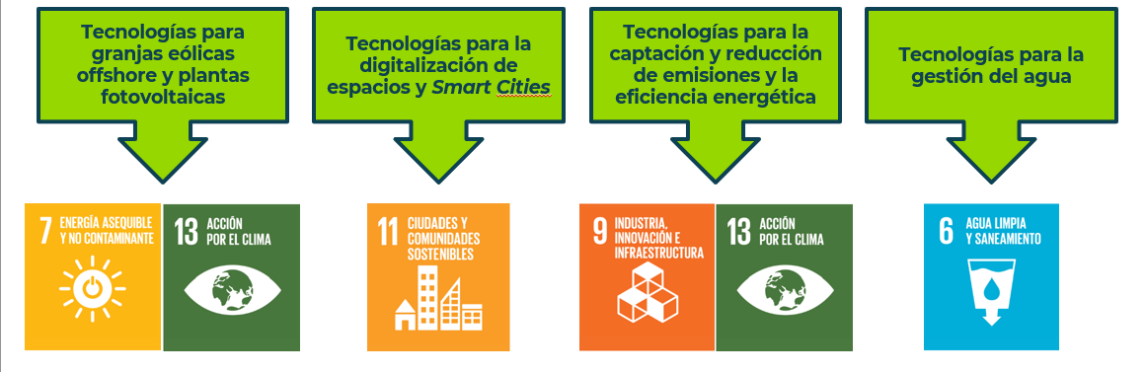 Tecnologías para
granjas eólicas
offshore y plantas
fotovoltaicas
Tecnologías para la
digitalización de
espacios y Smart Cities
Tecnologías para la
captación y reducción
de emisiones y la
eficiencia energética
Tecnologías para la
gestión del agua
7 ENERGÍA ASEQUIBLE
Y NO CONTAMINANTE
13 ACCIÓN
POR EL CLIMA
11 CIUDADES Y
COMUNIDADES
SOSTENIBLES
9 INDUSTRIA,
INNOVACIÓN E
INFRAESTRUCTURA
13 ACCIÓN
POR EL CLIMA
6 AGUA LIMPIA
Y SANEAMIENTO